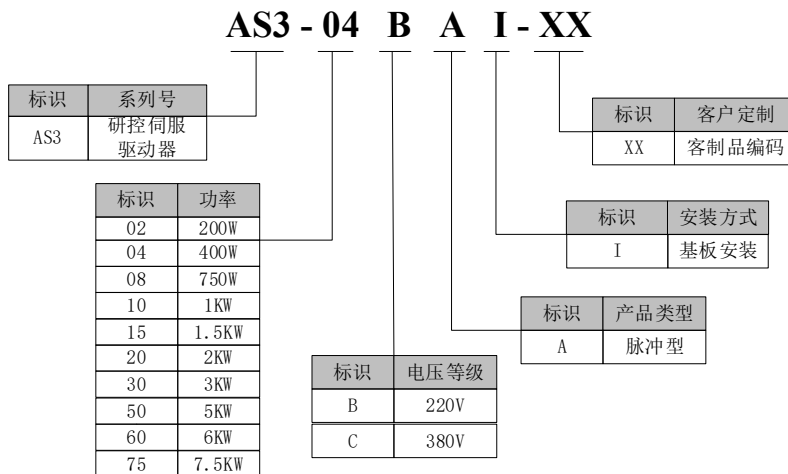 AS3 - 04 B A I - XX
标识 系列号
AS3 研控伺服
驱动器
标识 客户定制
XX 客制品编码
标识 功率
02 200W
04 400W
08 750W
10 1KW
15 1.5KW
20 2KW
30 3KW
50 5KW
60 6KW
75 7.5KW
标识 安装方式
I 基板安装
标识 产品类型
A 脉冲型
标识 电压等级
B 220V
C 380V